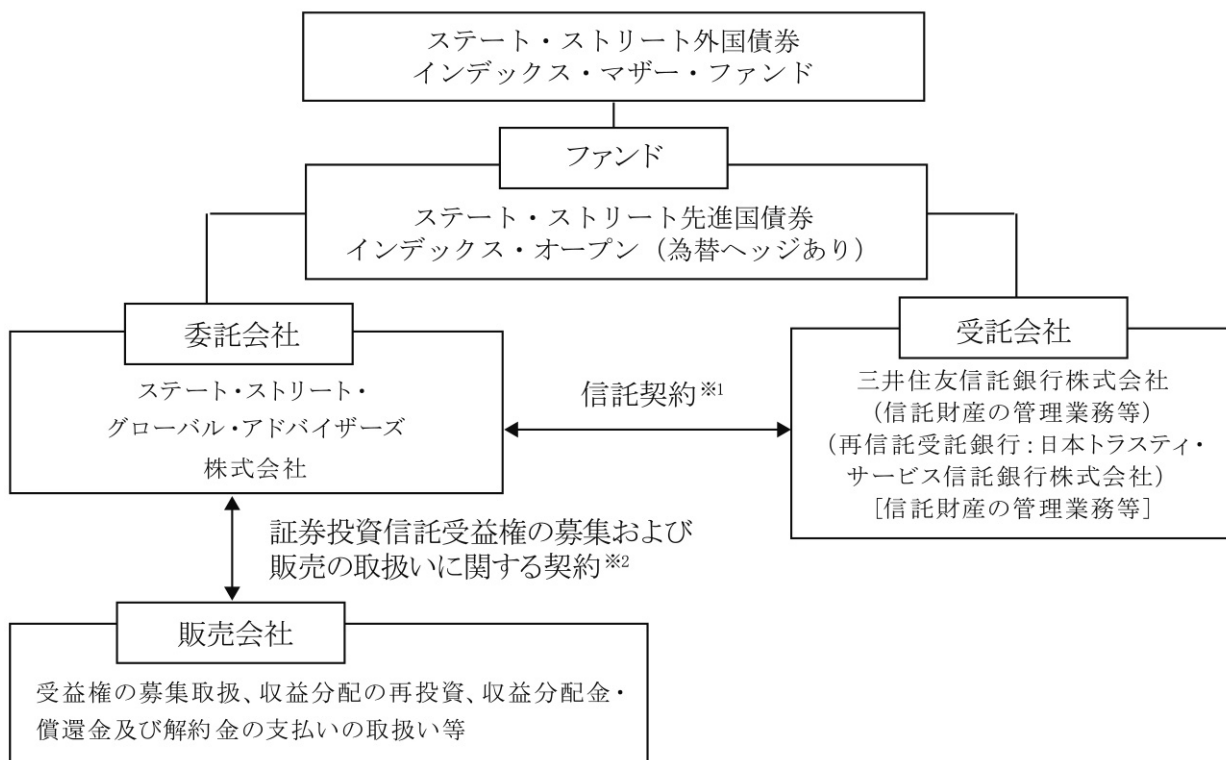 ステート・ストリート外国債券
インデックス・マザー・ファンド
ファンド
ステート・ストリート先進国債券
インデックス・オープン（為替ヘッジあり）
委託会社
ステート・ストリート・
グローバル・アドバイザーズ
株式会社
信託契約※1
受託会社
三井住友信託銀行株式会社
（信託財産の管理業務等）
（再信託受託銀行：日本トラスティ・
サービス信託銀行株式会社）
［信託財産の管理業務等］
証券投資信託受益権の募集および
販売の取扱いに関する契約※2
販売会社
受益権の募集取扱、収益分配の再投資、収益分配金・
償還金及び解約金の支払いの取扱い等